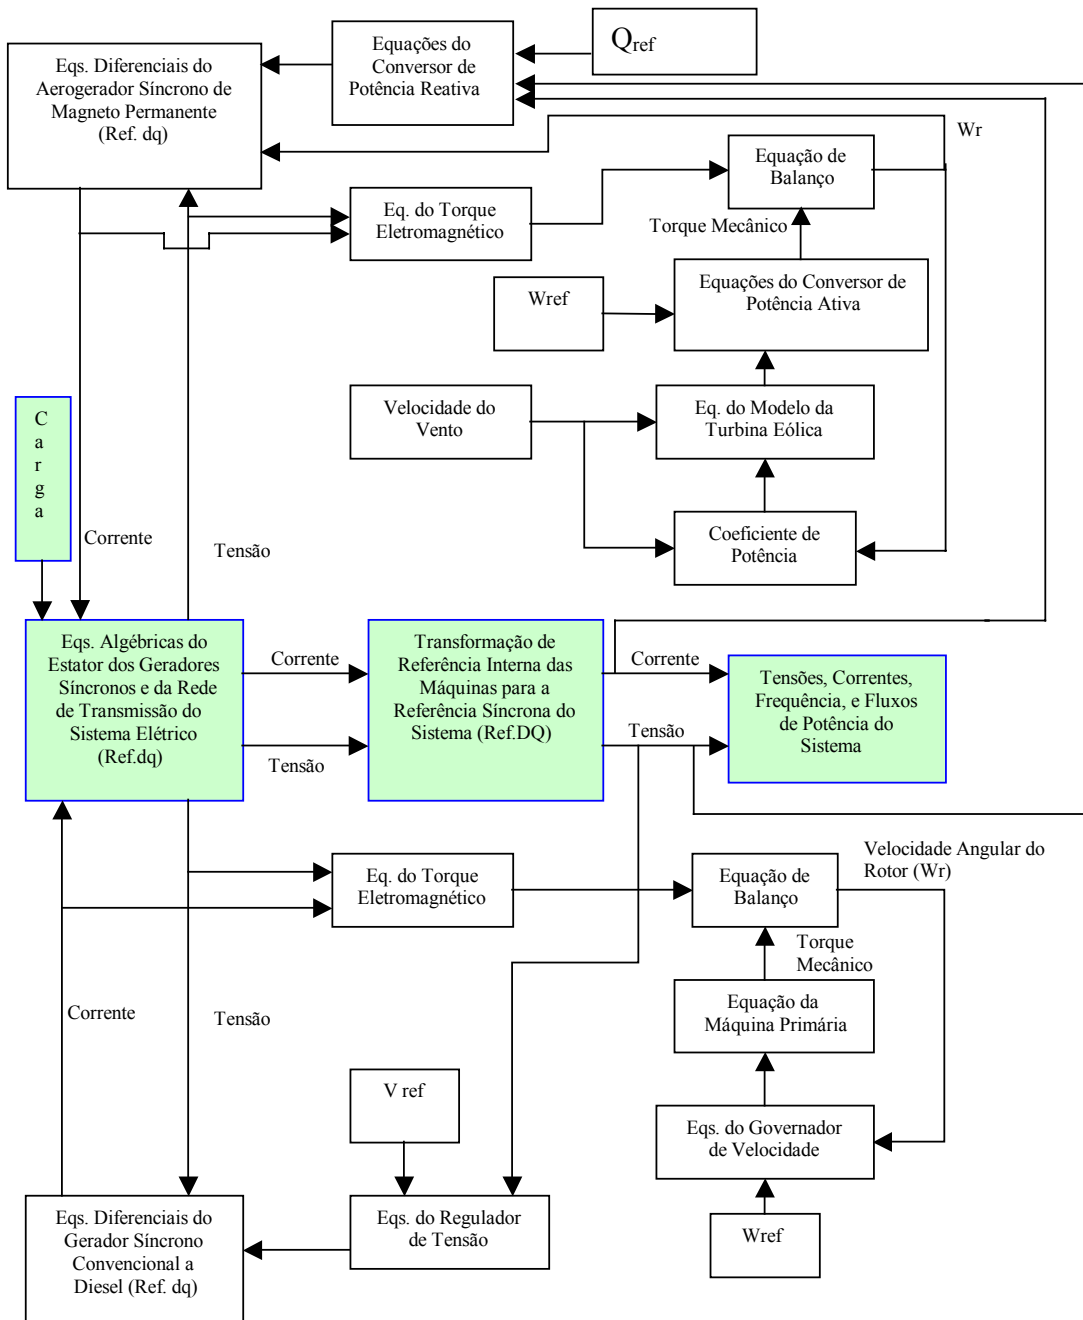 Qref
Equações do
Conversor de
Potência Reativa
Eqs. Diferenciais do
Aerogerador Síncrono de
Magneto Permanente
(Ref. dq)
Wr
Equação de
Balanço
Eq. do Torque
Eletromagnético
Torque Mecânico
Equações do Conversor de
Potência Ativa
Wref
Velocidade do
Vento
Eq. do Modelo da
Turbina Eólica
C
a
r
g
a
Corrente
Tensão
Coeficiente de
Potência
Eqs. Algébricas do
Estator dos Geradores
Síncronos e da Rede
de Transmissão do
Sistema Elétrico
(Ref.dq)
Corrente
Tensão
Transformação de
Referência Interna das
Máquinas para a
Referência Síncrona do
Sistema (Ref.DQ)
Corrente
Tensão
Tensões, Correntes,
Frequência, e Fluxos
de Potência do
Sistema
Velocidade Angular do
Rotor (Wr)
Eq. do Torque
Eletromagnético
Equação de
Balanço
Torque
Mecânico
Corrente
Tensão
Equação da
Máquina Primária
V ref
Eqs. do Governador
de Velocidade
Eqs. Diferenciais do
Gerador Síncrono
Convencional a
Diesel (Ref. dq)
Eqs. do Regulador
de Tensão
Wref